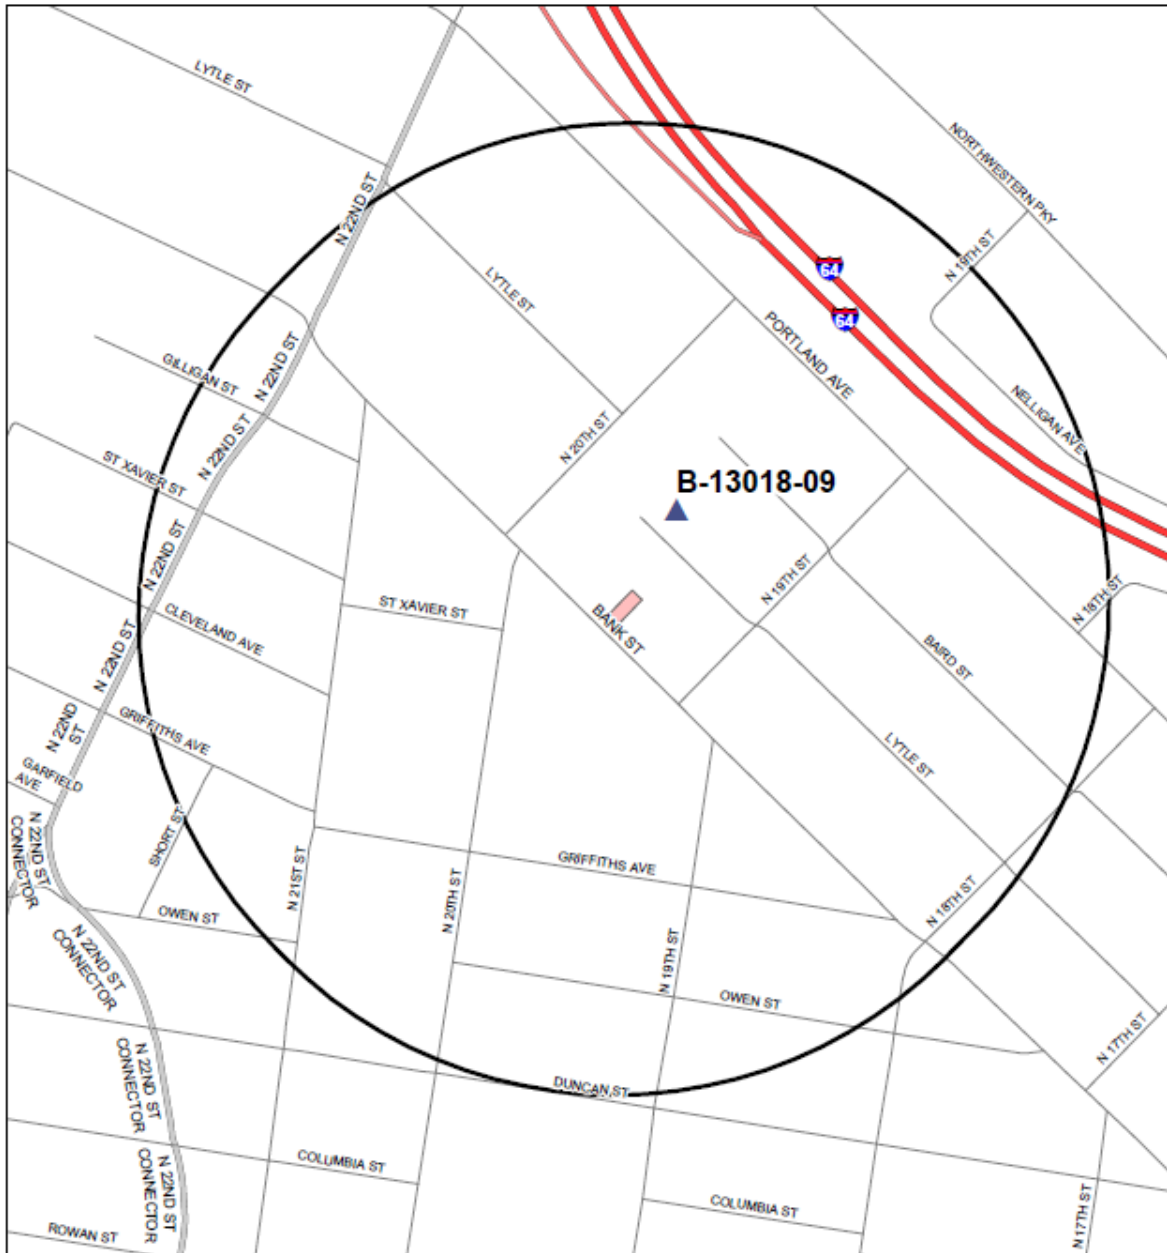 LYTLE ST
N 22ND ST
NORTHWESTERN PKY
N 19TH ST
64
64
LYTLE ST
PORTLAND AVE
N 22ND ST
GILLIGAN ST
NELLIGAN AVE
N 22ND ST
N 20TH ST
ST XAVIER ST
B-13018-09
N 22ND ST
N 19TH ST
N 18TH ST
ST XAVIER ST
BANK ST
CLEVELAND AVE
BAIRD ST
N 22ND ST
N 22ND
ST
GRIFFITHS AVE
LYTLE ST
GARFIELD
AVE
SHORT ST
N 22ND ST
CONNECTOR
GRIFFITHS AVE
N 21ST ST
N 20TH ST
N 18TH ST
OWEN ST
N 22ND ST
CONNECTOR
N 19TH ST
OWEN ST
N 17TH ST
N 22ND ST
CONNECTOR
DUNCAN ST
COLUMBIA ST
N 22ND ST
CONNECTOR
COLUMBIA ST
N 17TH ST
ROWAN ST